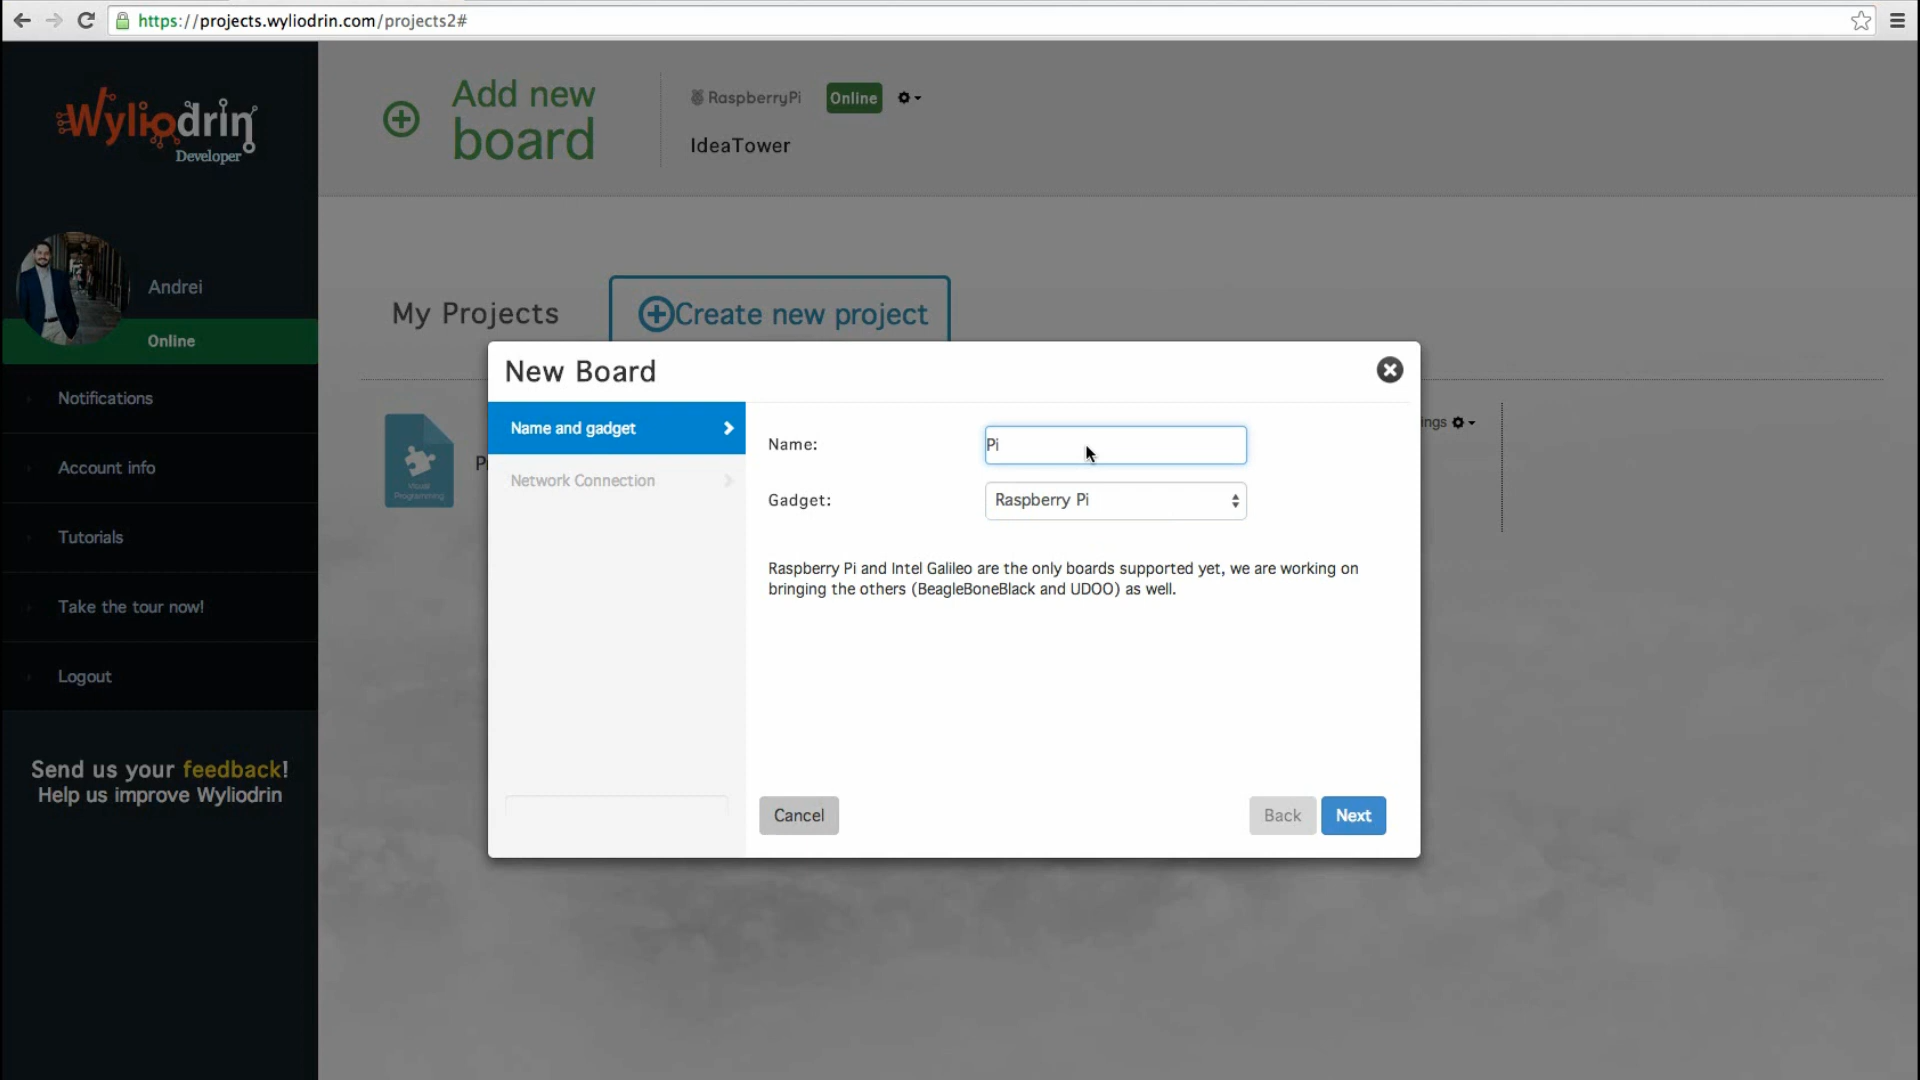 https://projects.wyliodrin.com/projects2#
Wyliodrin
Developer
Add new
board
RaspberryPi
Online
IdeaTower
Andrei
Online
My Projects
Create new project
Notifications
Account info
Tutorials
Take the tour now!
Logout
Send us your feedback!
Help us improve Wyliodrin
Visual
Programming
New Board
Name and gadget
Network Connection
Name:
Pi
Gadget:
Raspberry Pi
Raspberry Pi and Intel Galileo are the only boards supported yet, we are working on
bringing the others (BeagleBoneBlack and UDOO) as well.
Cancel
Back
Next